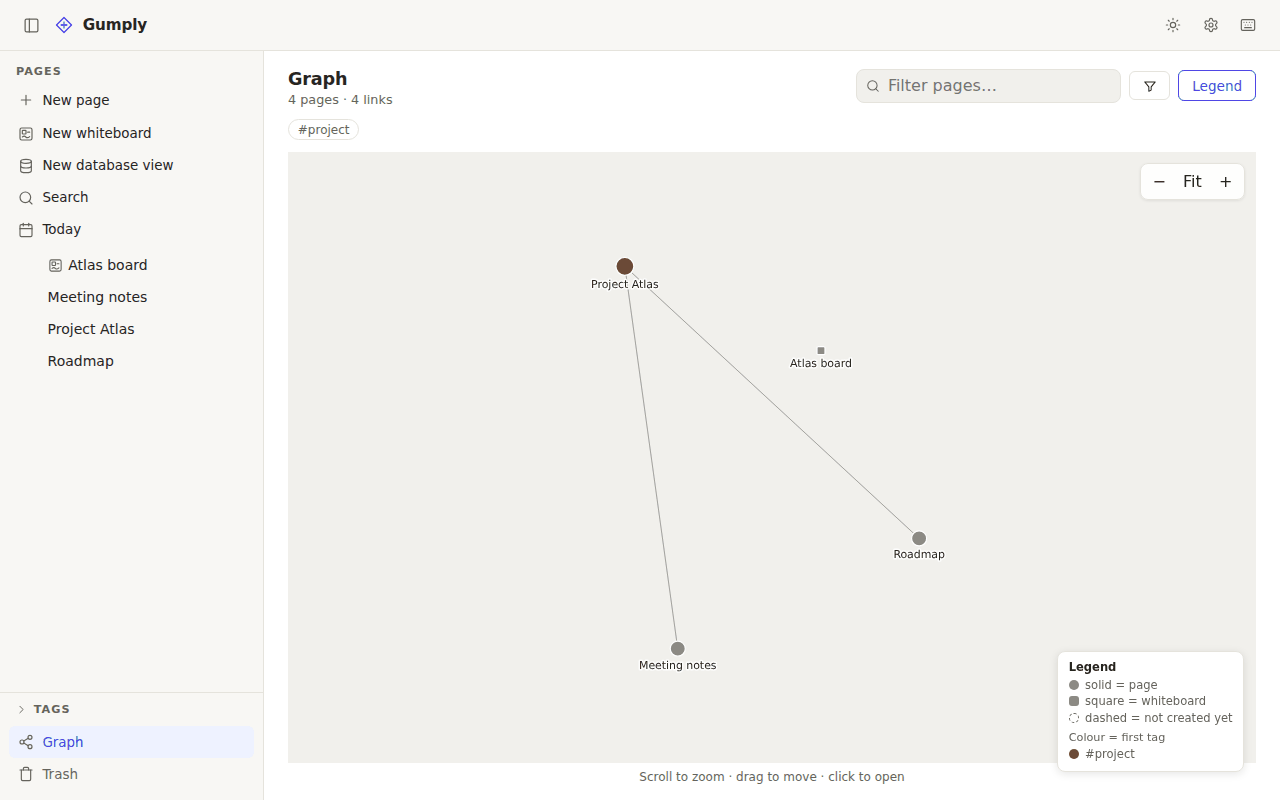 Gumply
PAGES
New page
New whiteboard
New database view
Search
Today
Atlas board
Meeting notes
Project Atlas
Roadmap
TAGS
Graph
Trash
Graph
4 pages · 4 links
Filter pages…
Legend
#project
− Fit +
Project Atlas
Atlas board
Roadmap
Meeting notes
Legend
solid = page
square = whiteboard
dashed = not created yet
Colour = first tag
#project
Scroll to zoom · drag to move · click to open